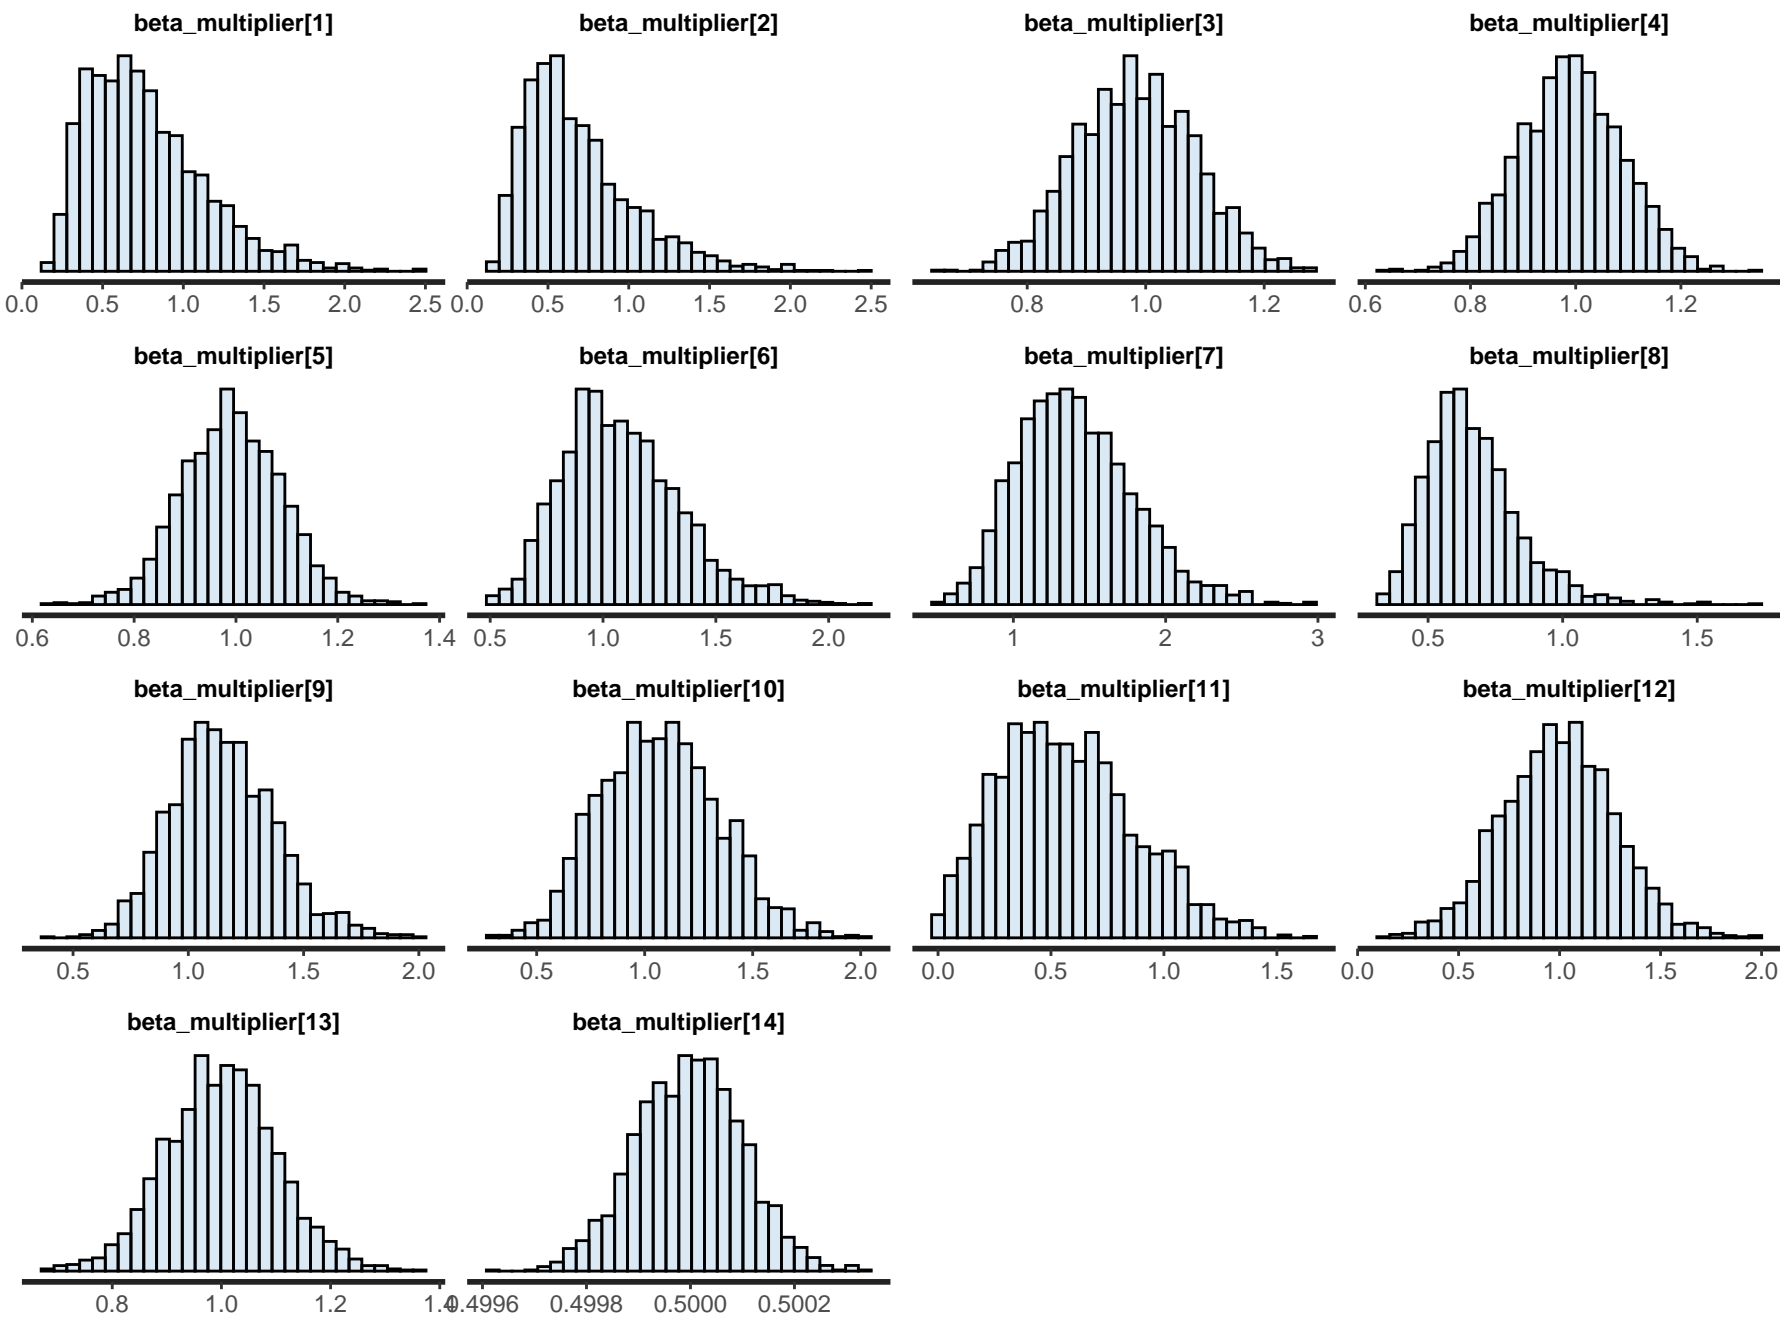 beta_multiplier[1] beta_multiplier[2] beta_multiplier[3] beta_multiplier[4]
0.0 0.5 1.0 1.5 2.0 2.5 0.0 0.5 1.0 1.5 2.0 2.5 0.8 1.0 1.2 0.6 0.8 1.0 1.2
beta_multiplier[5] beta_multiplier[6] beta_multiplier[7] beta_multiplier[8]
0.6 0.8 1.0 1.2 1.4 0.5 1.0 1.5 2.0 1 2 3 0.5 1.0 1.5
beta_multiplier[9] beta_multiplier[10] beta_multiplier[11] beta_multiplier[12]
0.5 1.0 1.5 2.0 0.5 1.0 1.5 2.0 0.0 0.5 1.0 1.5 0.0 0.5 1.0 1.5 2.0
beta_multiplier[13] beta_multiplier[14]
0.8 1.0 1.2 1.4 0.4996 0.4998 0.5000 0.5002